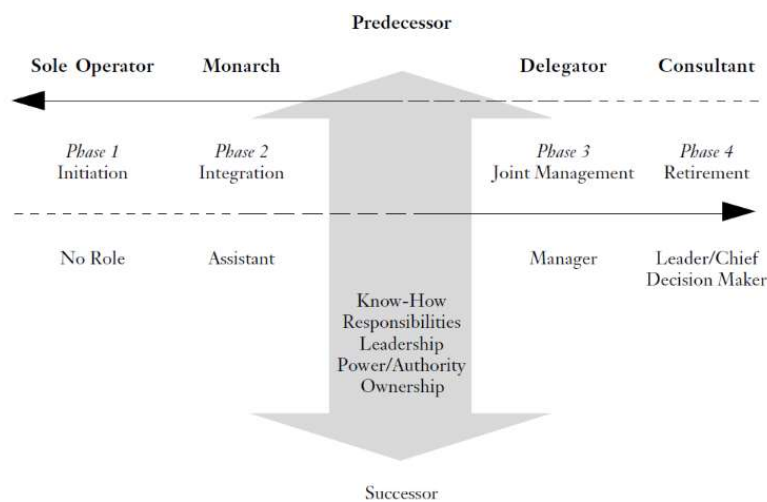 Predecessor
Sole Operator Monarch Delegator Consultant
Phase 1 Phase 2 Phase 3 Phase 4
Initiation Integration Joint Management Retirement
No Role Assistant Manager Leader/Chief
Decision Maker
Know-How
Responsibilities
Leadership
Power/Authority
Ownership
Successor